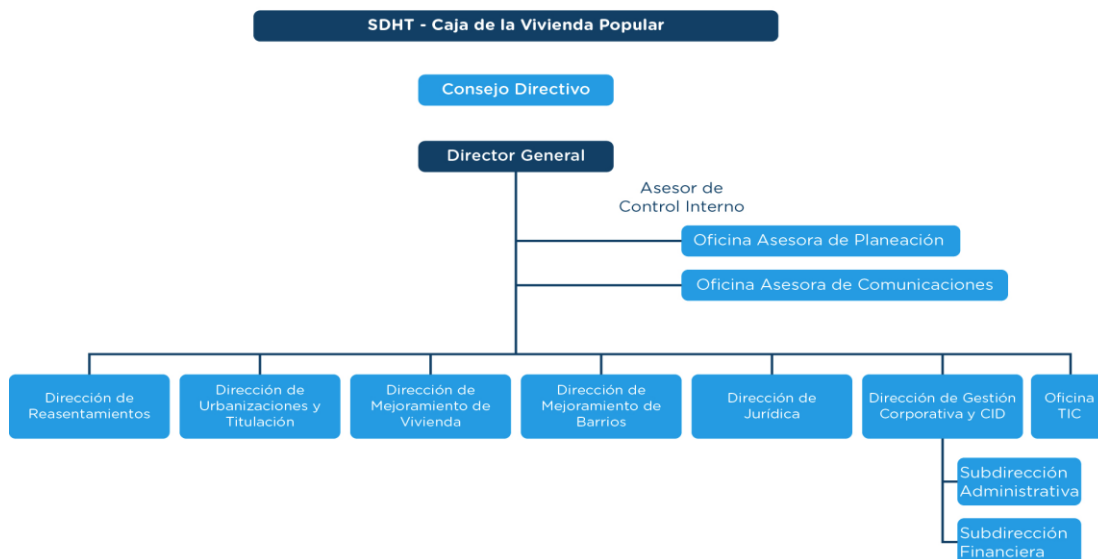 SDHT - Caja de la Vivienda Popular
Consejo Directivo
Director General
Asesor de
Control Interno
Oficina Asesora de Planeación
Oficina Asesora de Comunicaciones
Dirección de
Reasentamientos
Dirección de
Urbanizaciones y
Titulación
Dirección de
Mejoramiento de
Vivienda
Dirección de
Mejoramiento de
Barrios
Dirección de
Jurídica
Dirección de Gestión
Corporativa y CID
Oficina
TIC
Subdirección
Administrativa
Subdirección
Financiera